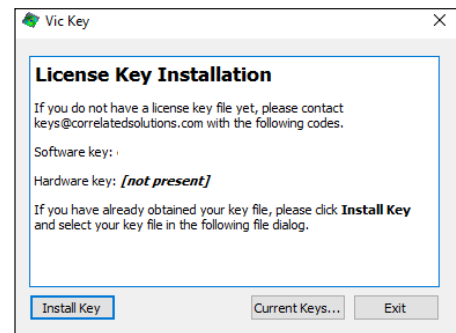 Vic Key
License Key Installation
If you do not have a license key file yet, please contact
keys@correlatedsolutions.com with the following codes.
Software key:
Hardware key: [not present]
If you have already obtained your key file, please click Install Key
and select your key file in the following file dialog.
Install Key
Current Keys...
Exit